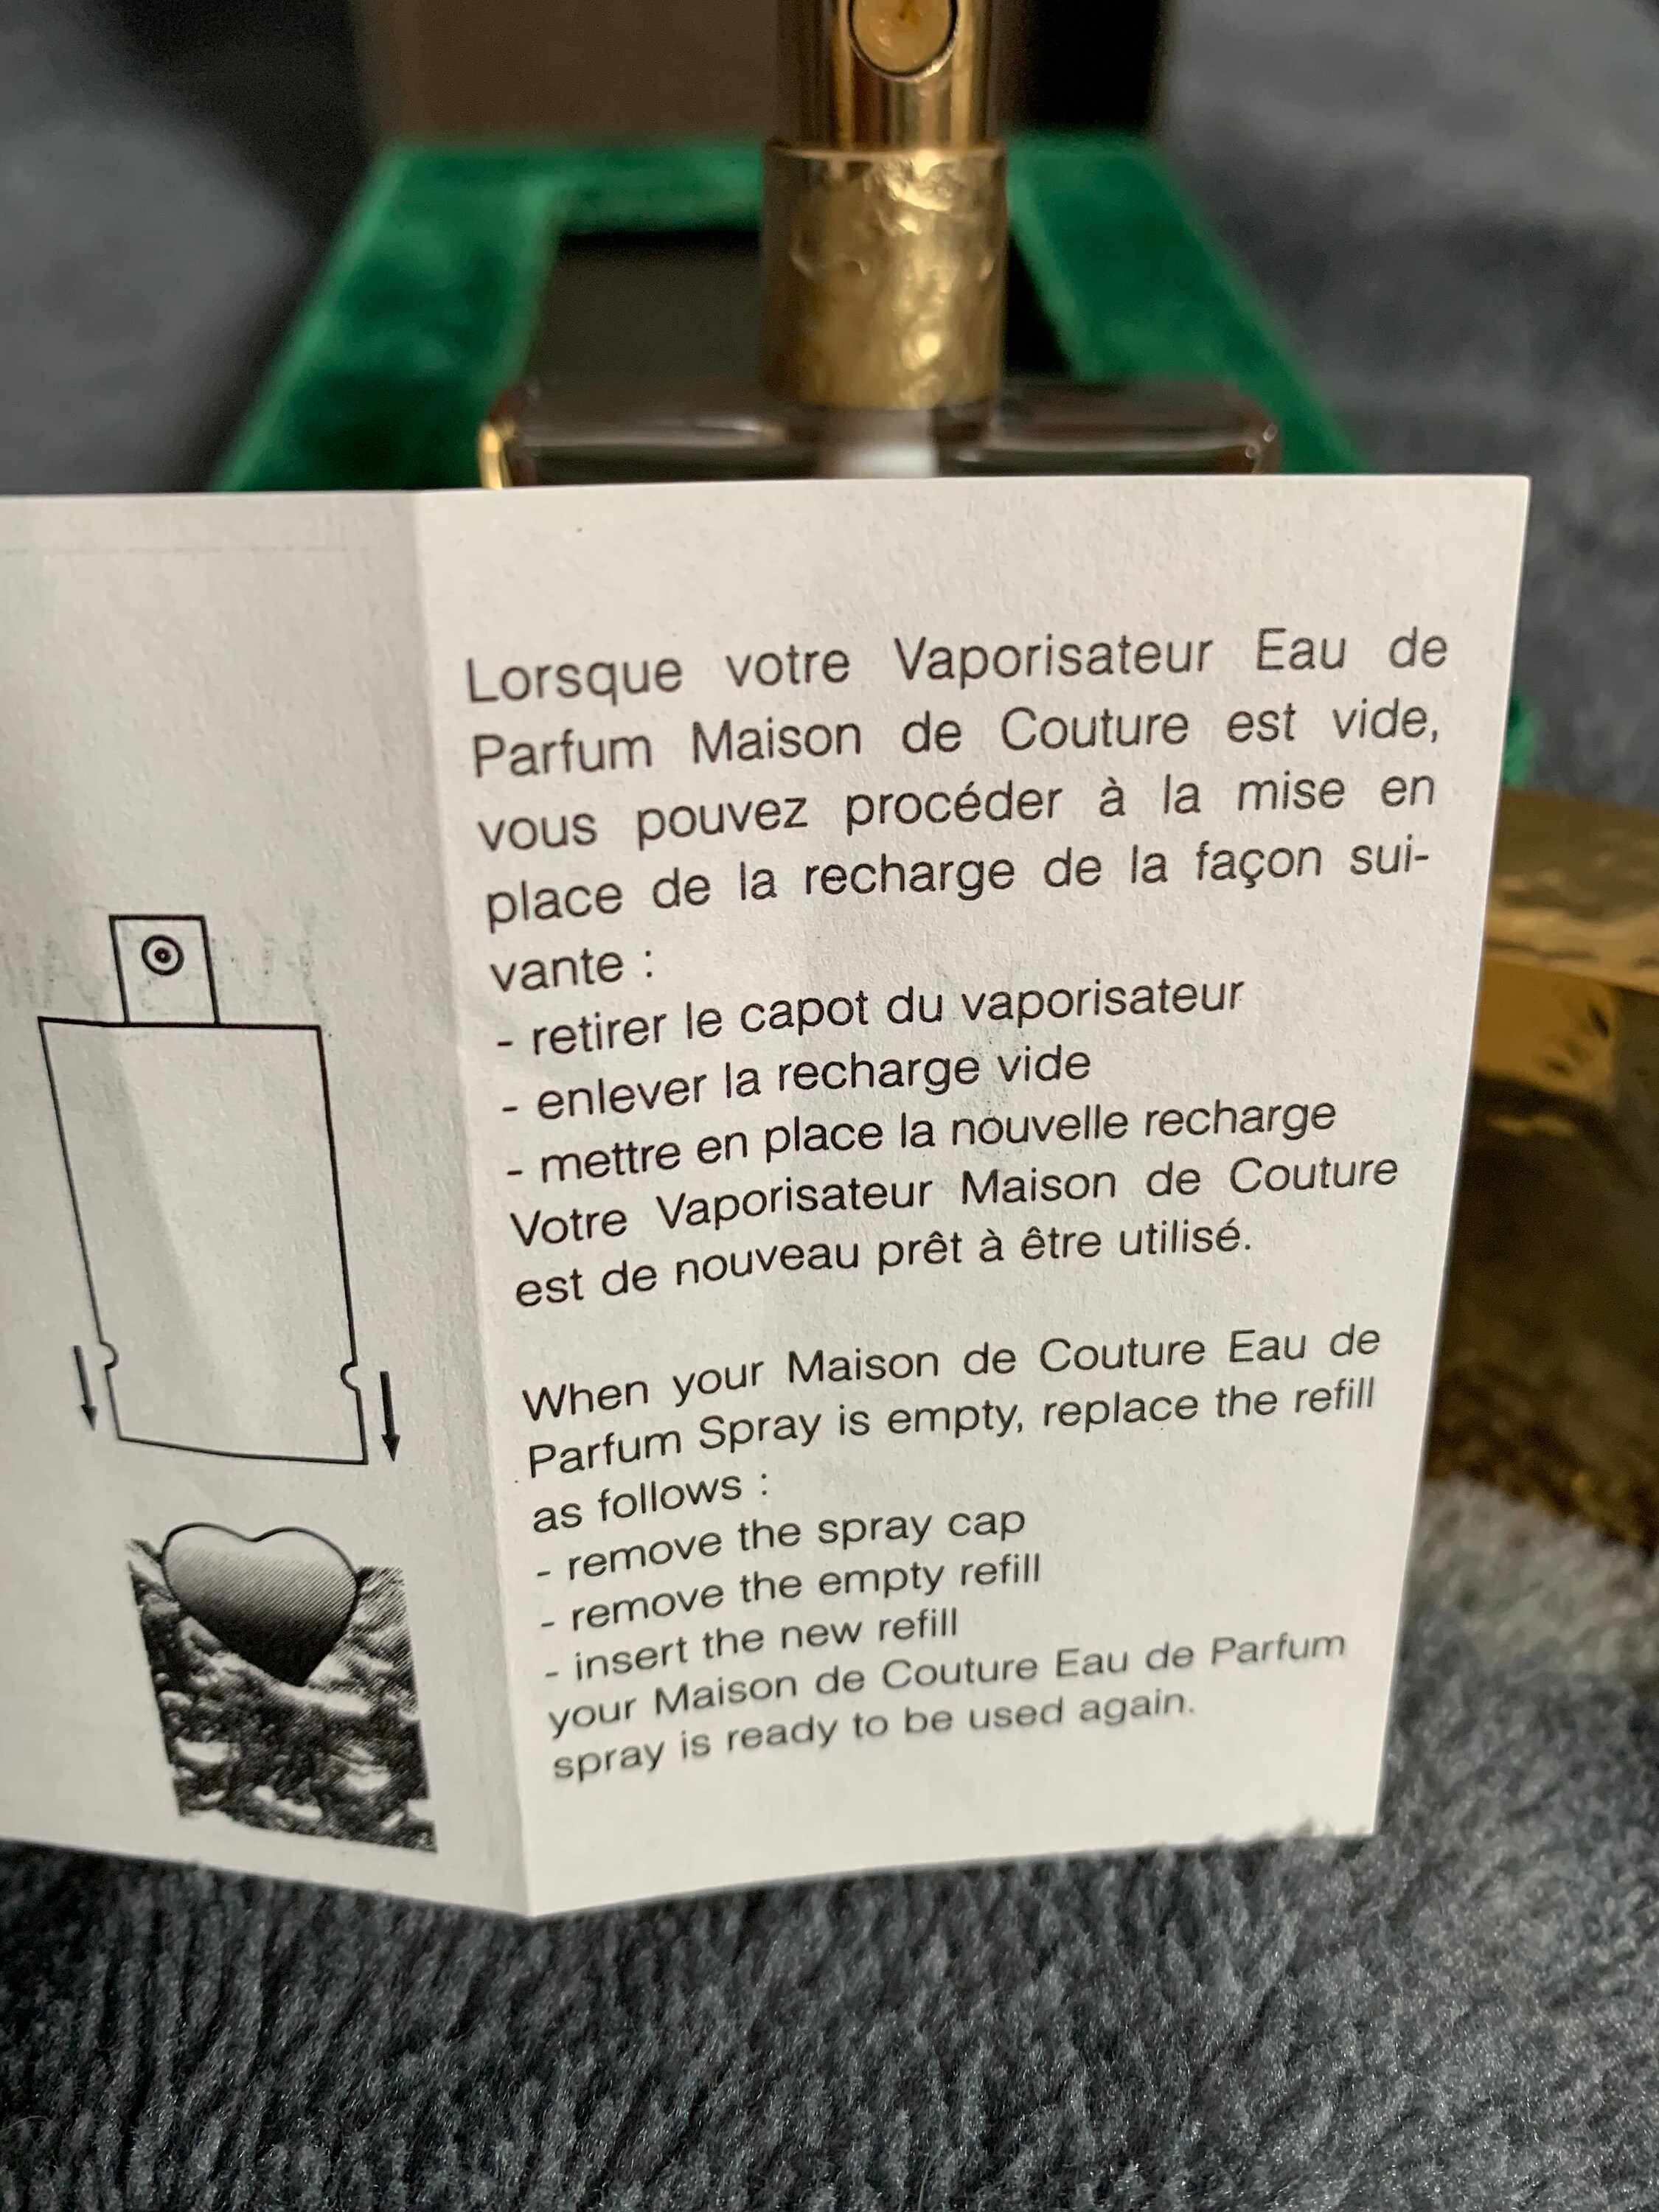 Lorsque votre Vaporisateur Eau de
Parfum Maison de Couture est vide,
vous pouvez procéder à la mise en
place de la recharge de la façon sui-
vante :
- retirer le capot du vaporisateur
- enlever la recharge vide
- mettre en place la nouvelle recharge
Votre Vaporisateur Maison de Couture
est de nouveau prêt à être utilisé.
When your Maison de Couture Eau de
Parfum Spray is empty, replace the refill
as follows :
- remove the spray cap
- remove the empty refill
- insert the new refill
your Maison de Couture Eau de Parfum
spray is ready to be used again.